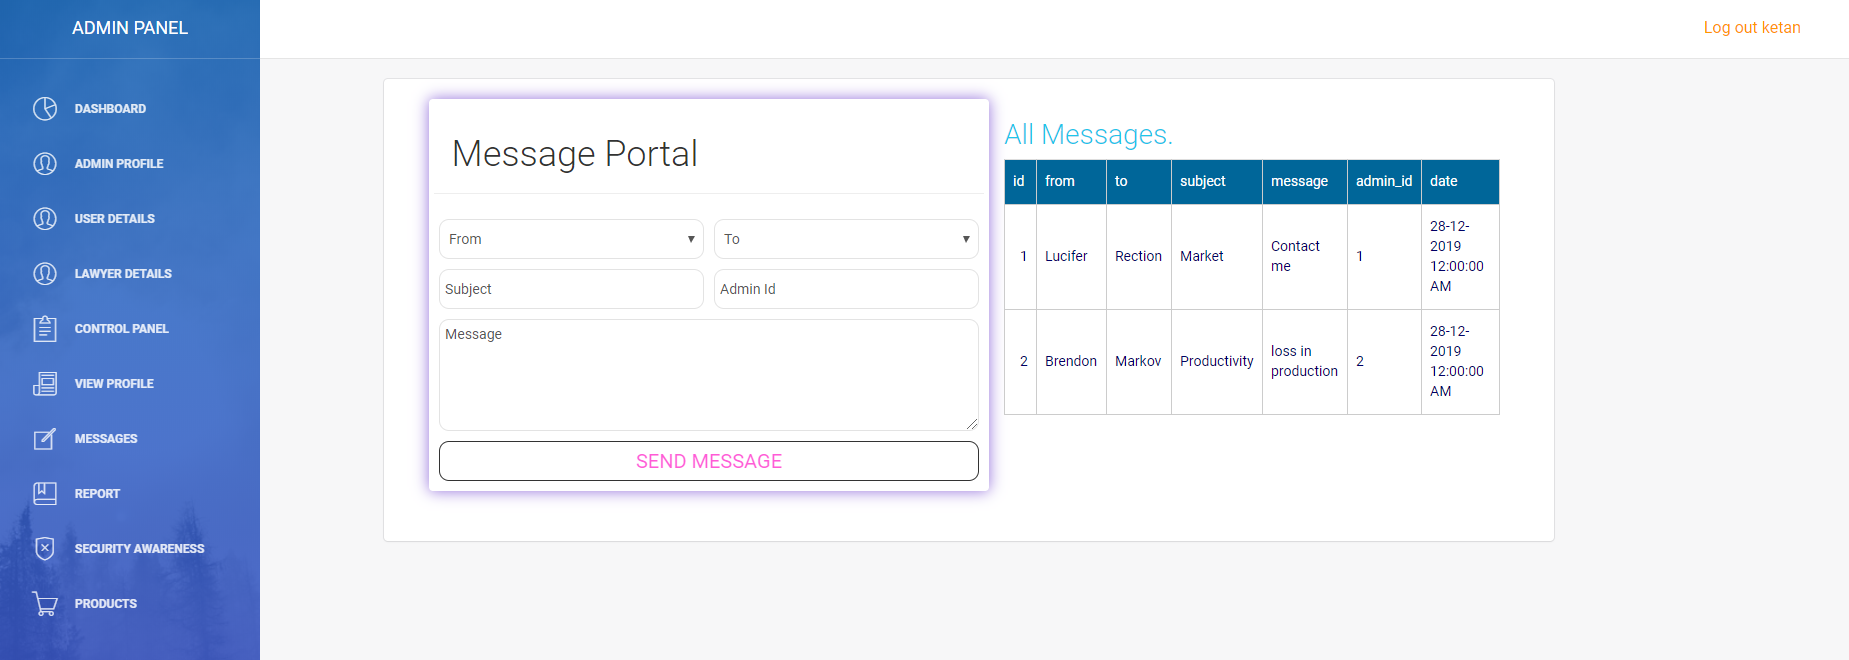 ADMIN PANEL
Log out ketan
DASHBOARD
ADMIN PROFILE
USER DETAILS
LAWYER DETAILS
CONTROL PANEL
VIEW PROFILE
MESSAGES
REPORT
SECURITY AWARENESS
PRODUCTS
Message Portal
From
To
Subject
Admin Id
Message
SEND MESSAGE
All Messages.
id from to subject message admin_id date
1 Lucifer Rection Market Contact me 1 28-12-2019 12:00:00 AM
2 Brendon Markov Productivity loss in production 2 28-12-2019 12:00:00 AM